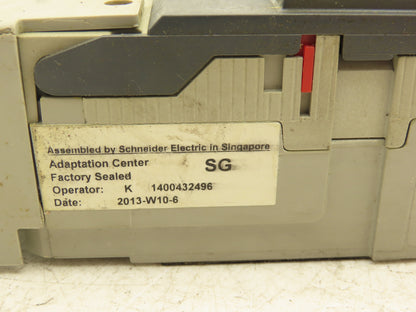 Assembled by Schneider Electric in Singapore
Adaptation Center SG
Factory Sealed
Operator: K 1400432496
Date: 2013-W10-6